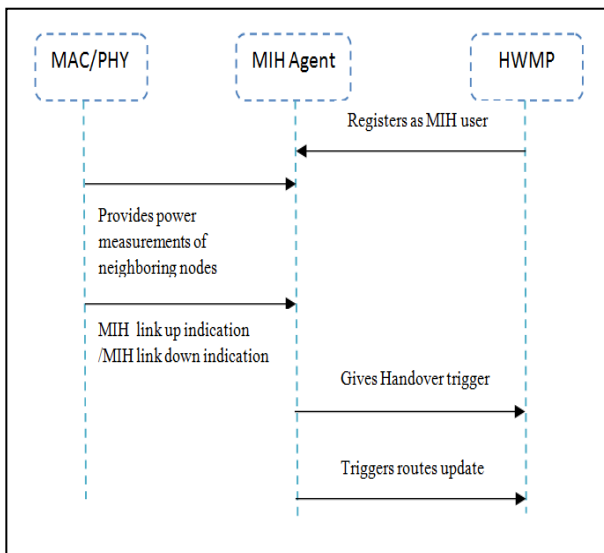 MAC/PHY
MIH Agent
HWMP
Registers as MIH user
Provides power
measurements of
neighboring nodes
MIH link up indication
/MIH link down indication
Gives Handover trigger
Triggers routes update